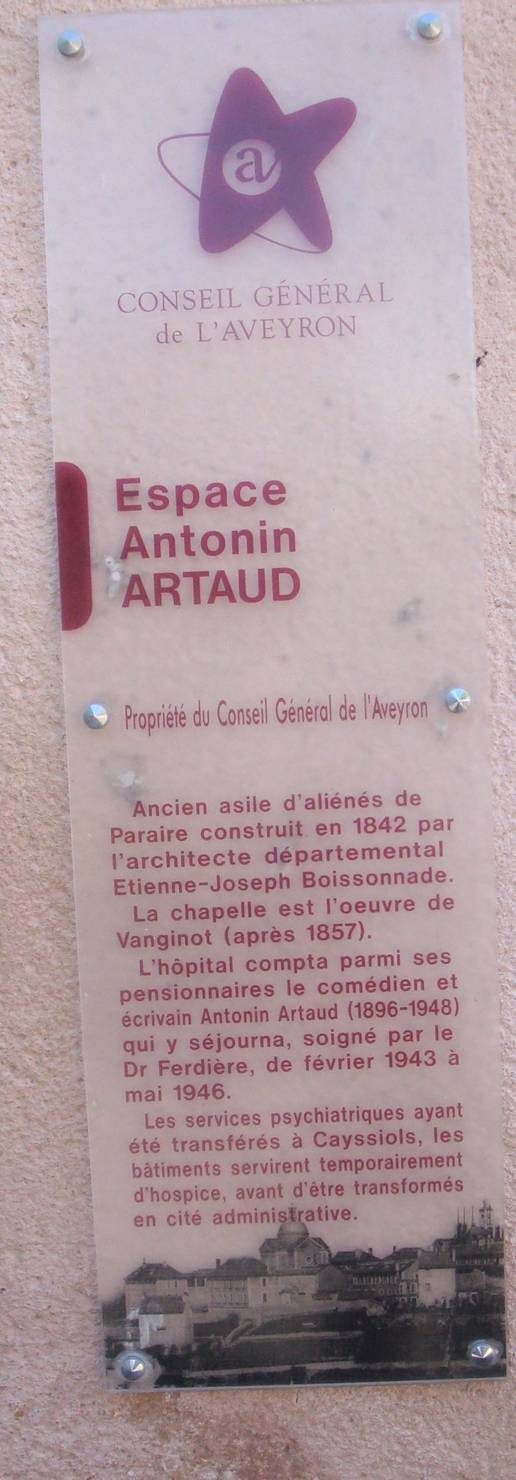 a
CONSEIL GÉNÉRAL
de L'AVEYRON
Espace
Antonin
ARTAUD
Propriété du Conseil Général de l'Aveyron
Ancien asile d'aliénés de
Paraire construit en 1842 par
l'architecte départemental
Etienne-Joseph Boissonnade.
La chapelle est l'oeuvre de
Vanginot (après 1857).
L'hôpital compta parmi ses
pensionnaires le comédien et
écrivain Antonin Artaud (1896-1948)
qui y séjourna, soigné par le
Dr Ferdière, de février 1943 à
mai 1946.
Les services psychiatriques ayant
été transférés à Cayssiols, les
bâtiments servirent temporairement
d'hospice, avant d'être transformés
en cité administrative.